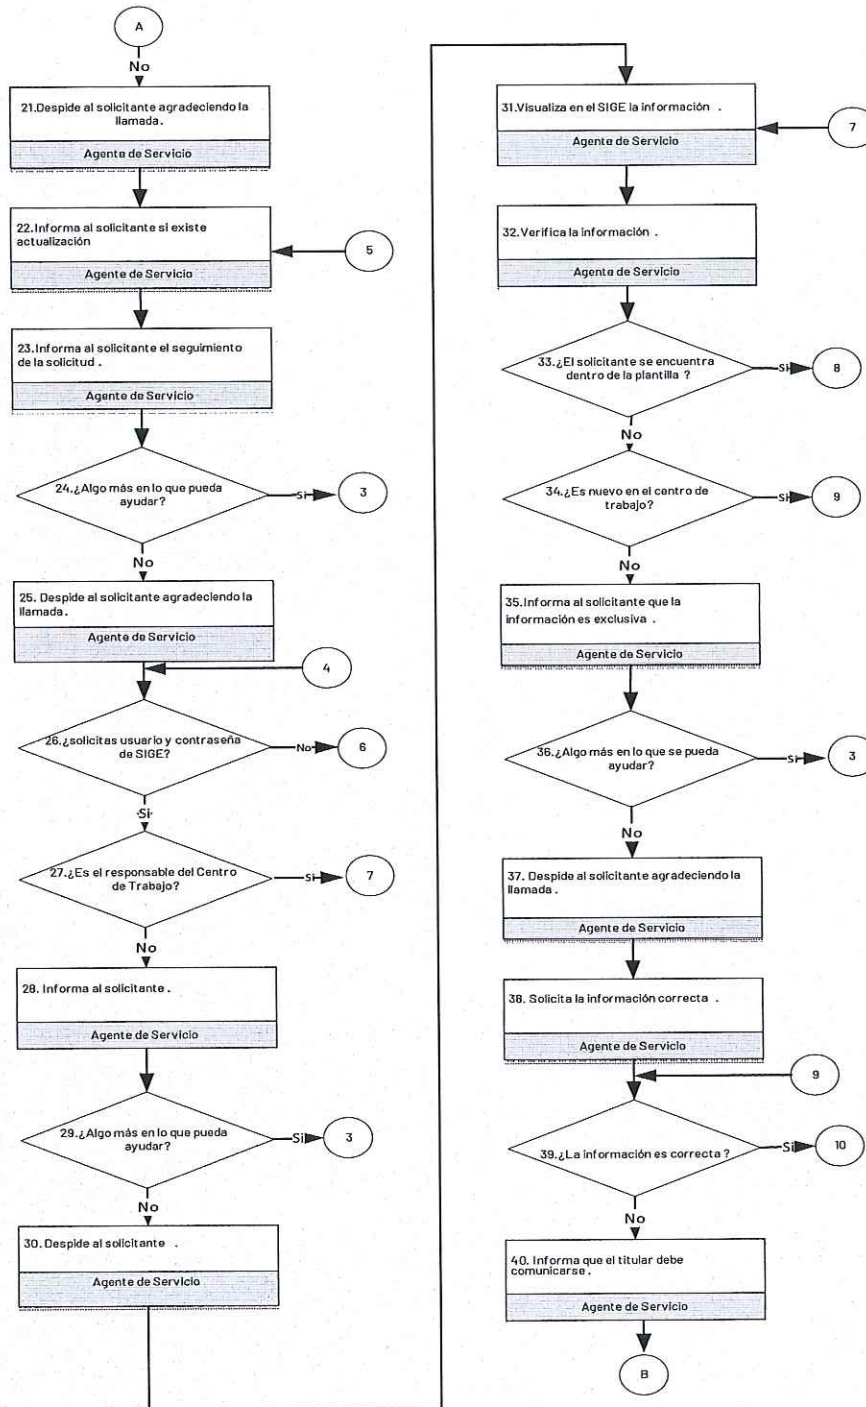 A
No
21.Despide al solicitante agradeciendo la
llamada.
Agente de Servicio
22.Informa al solicitante si existe
actualización
5
Agente de Servicio
23.Informa al solicitante el seguimiento
de la solicitud .
Agente de Servicio
24.¿Algo más en lo que pueda
ayudar?
Si
3
No
25. Despide al solicitante agradeciendo la
llamada.
Agente de Servicio
4
26.¿solicitas usuario y contraseña
de SIGE?
No
6
Si
27.¿Es el responsable del Centro
de Trabajo?
Si
7
No
28. Informa al solicitante .
Agente de Servicio
29.¿Algo más en lo que pueda
ayudar?
Si
3
No
30. Despide al solicitante .
Agente de Servicio
31.Visualiza en el SIGE la información .
7
Agente de Servicio
32.Verifica la información .
Agente de Servicio
33.¿El solicitante se encuentra
dentro de la plantilla ?
Si
8
No
34.¿Es nuevo en el centro de
trabajo?
Si
9
No
35.Informa al solicitante que la
información es exclusiva .
Agente de Servicio
36.¿Algo más en lo que se pueda
ayudar?
Si
3
No
37. Despide al solicitante agradeciendo la
llamada .
Agente de Servicio
38. Solicita la información correcta .
Agente de Servicio
9
39.¿La información es correcta ?
Si
10
No
40. Informa que el titular debe
comunicarse .
Agente de Servicio
B